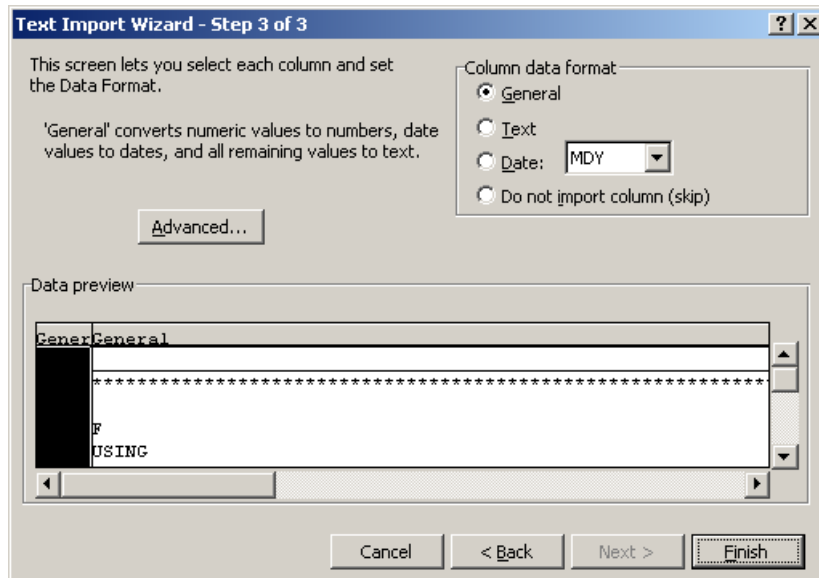 Text Import Wizard - Step 3 of 3
This screen lets you select each column and set
the Data Format.
'General' converts numeric values to numbers, date
values to dates, and all remaining values to text.
Advanced...
Column data format
General
Text
Date: MDY
Do not import column (skip)
Data preview
GenerGeneral
************************************************************
F
USING
Cancel
< Back
Next >
Finish